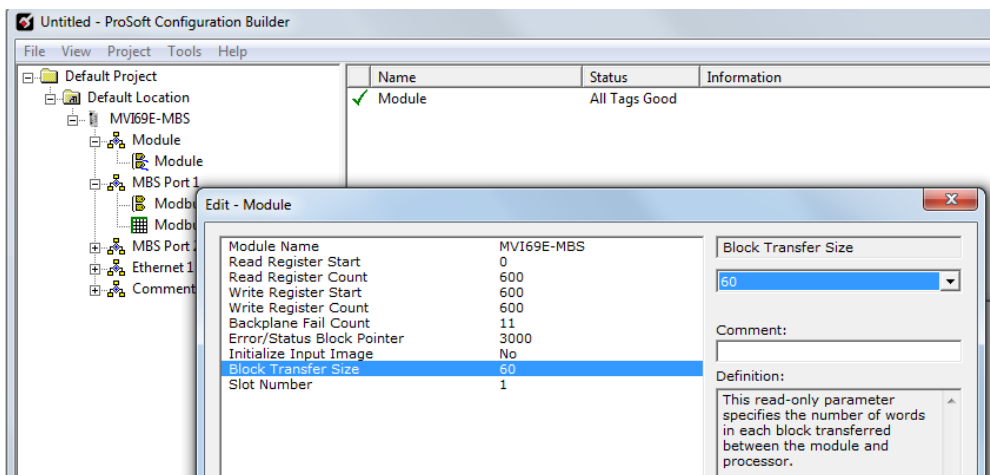 Untitled - ProSoft Configuration Builder
File View Project Tools Help
Default Project
Default Location
MVI69E-MBS
Module
Module
MBS Port 1
Modbu
Modbu
MBS Port 2
Ethernet 1
Comment
Name Status Information
Module All Tags Good
Edit - Module
Module Name MVI69E-MBS
Read Register Start 0
Read Register Count 600
Write Register Start 600
Write Register Count 600
Backplane Fail Count 11
Error/Status Block Pointer 3000
Initialize Input Image No
Block Transfer Size 60
Slot Number 1
Block Transfer Size
60
Comment:
Definition:
This read-only parameter
specifies the number of words
in each block transferred
between the module and
processor.